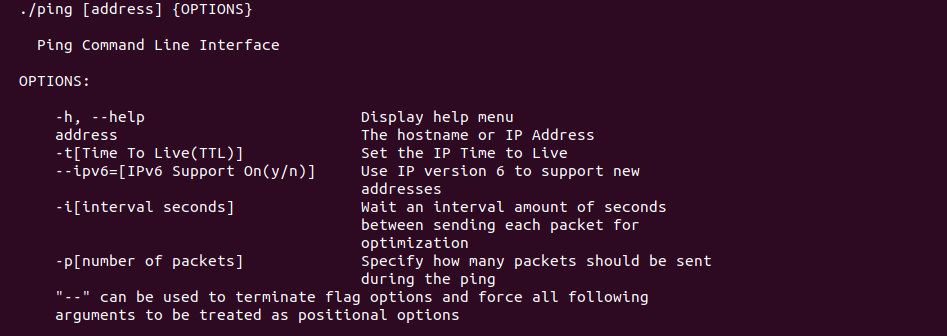 ./ping [address] {OPTIONS}
Ping Command Line Interface
OPTIONS:
-h, --help Display help menu
address The hostname or IP Address
-t[Time To Live(TTL)] Set the IP Time to Live
--ipv6=[IPv6 Support On(y/n)] Use IP version 6 to support new
addresses
-i[interval seconds] Wait an interval amount of seconds
between sending each packet for
optimization
-p[number of packets] Specify how many packets should be sent
during the ping
"--" can be used to terminate flag options and force all following
arguments to be treated as positional options